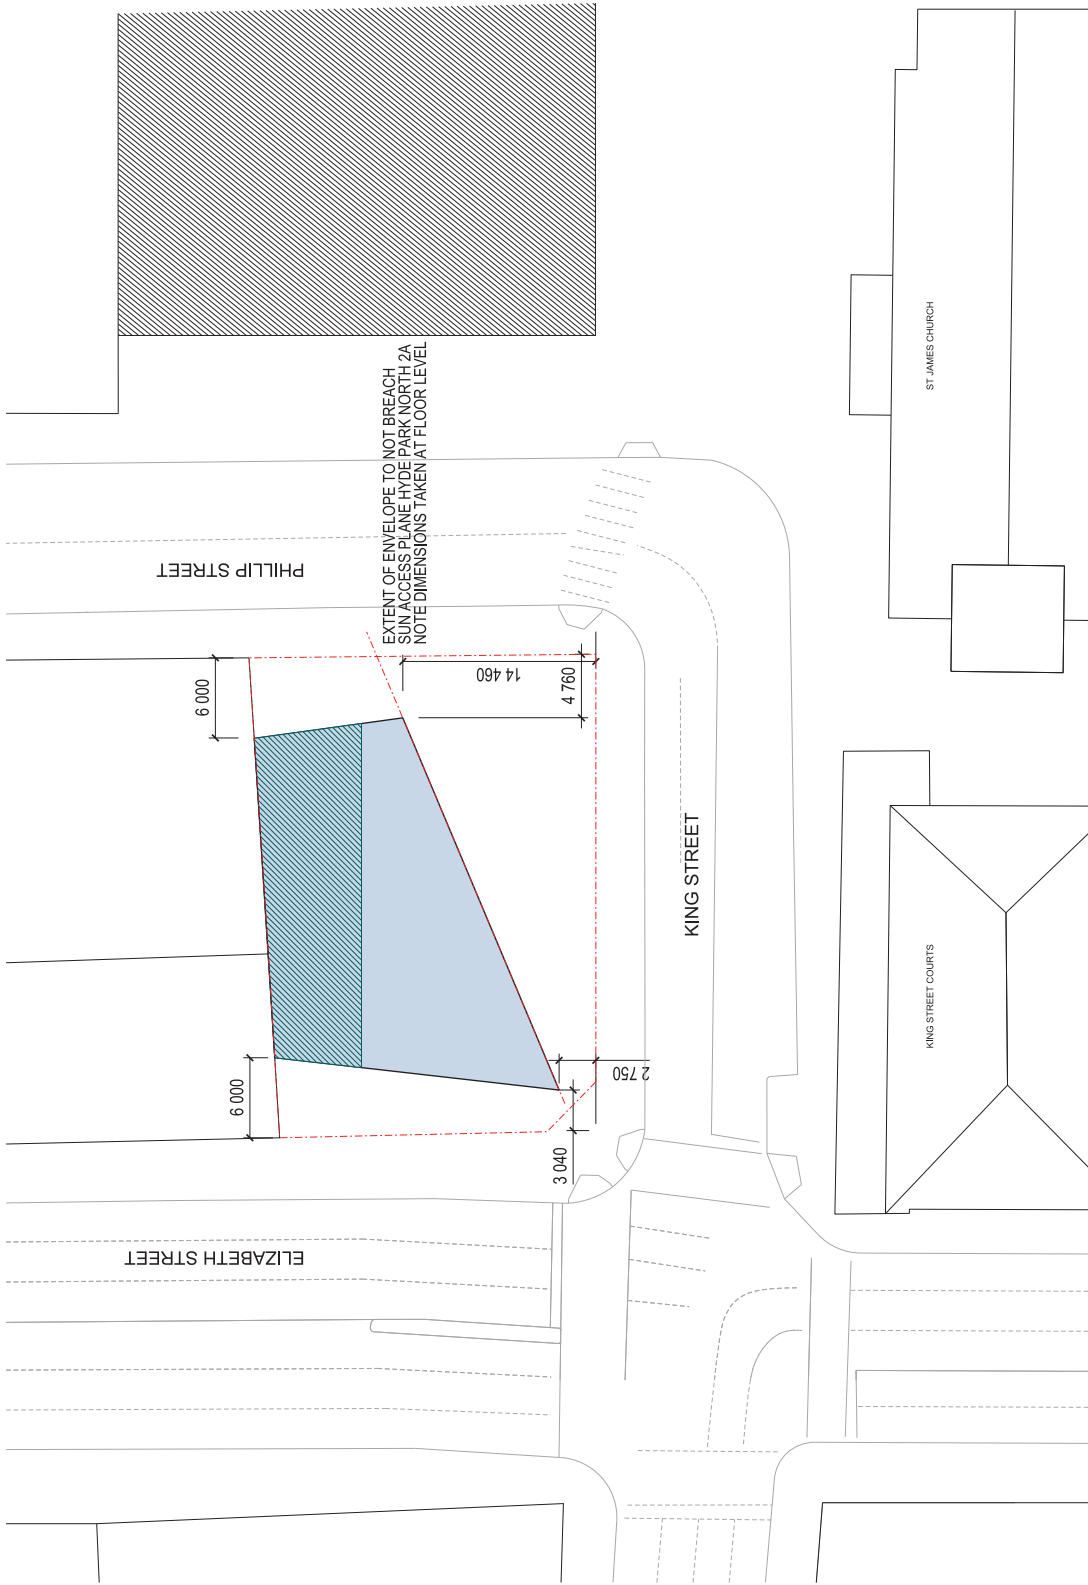 EXTENT OF ENVELOPE TO NOT BREACH
SUN ACCESS PLANE HYDE PARK NORTH 2A
NOTE DIMENSIONS TAKEN AT FLOOR LEVEL
PHILLIP STREET
6 000
14 460
4 760
KING STREET
6 000
2 750
3 040
ELIZABETH STREET
ST JAMES CHURCH
KING STREET COURTS